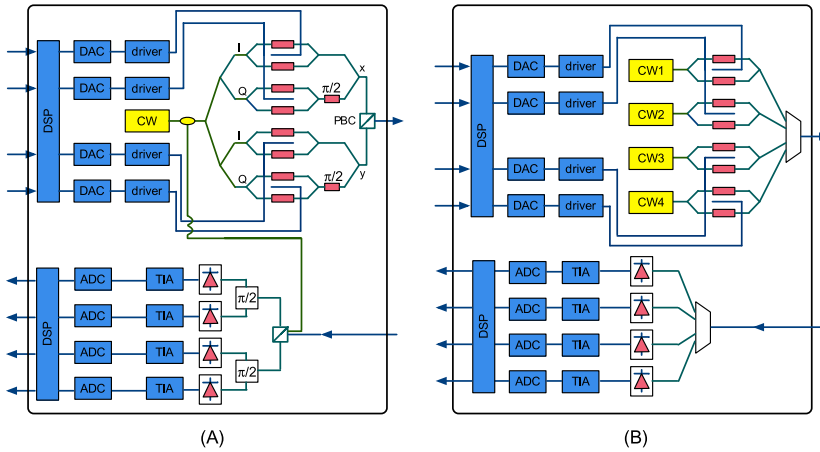 DSP
DAC
driver
DAC
driver
DAC
driver
DAC
driver
CW
I
Q
π/2
x
I
Q
π/2
y
PBC
DSP
ADC
TIA
ADC
TIA
ADC
TIA
ADC
TIA
π/2
π/2
(A)
DSP
DAC
driver
DAC
driver
DAC
driver
DAC
driver
CW1
CW2
CW3
CW4
DSP
ADC
TIA
ADC
TIA
ADC
TIA
ADC
TIA
(B)